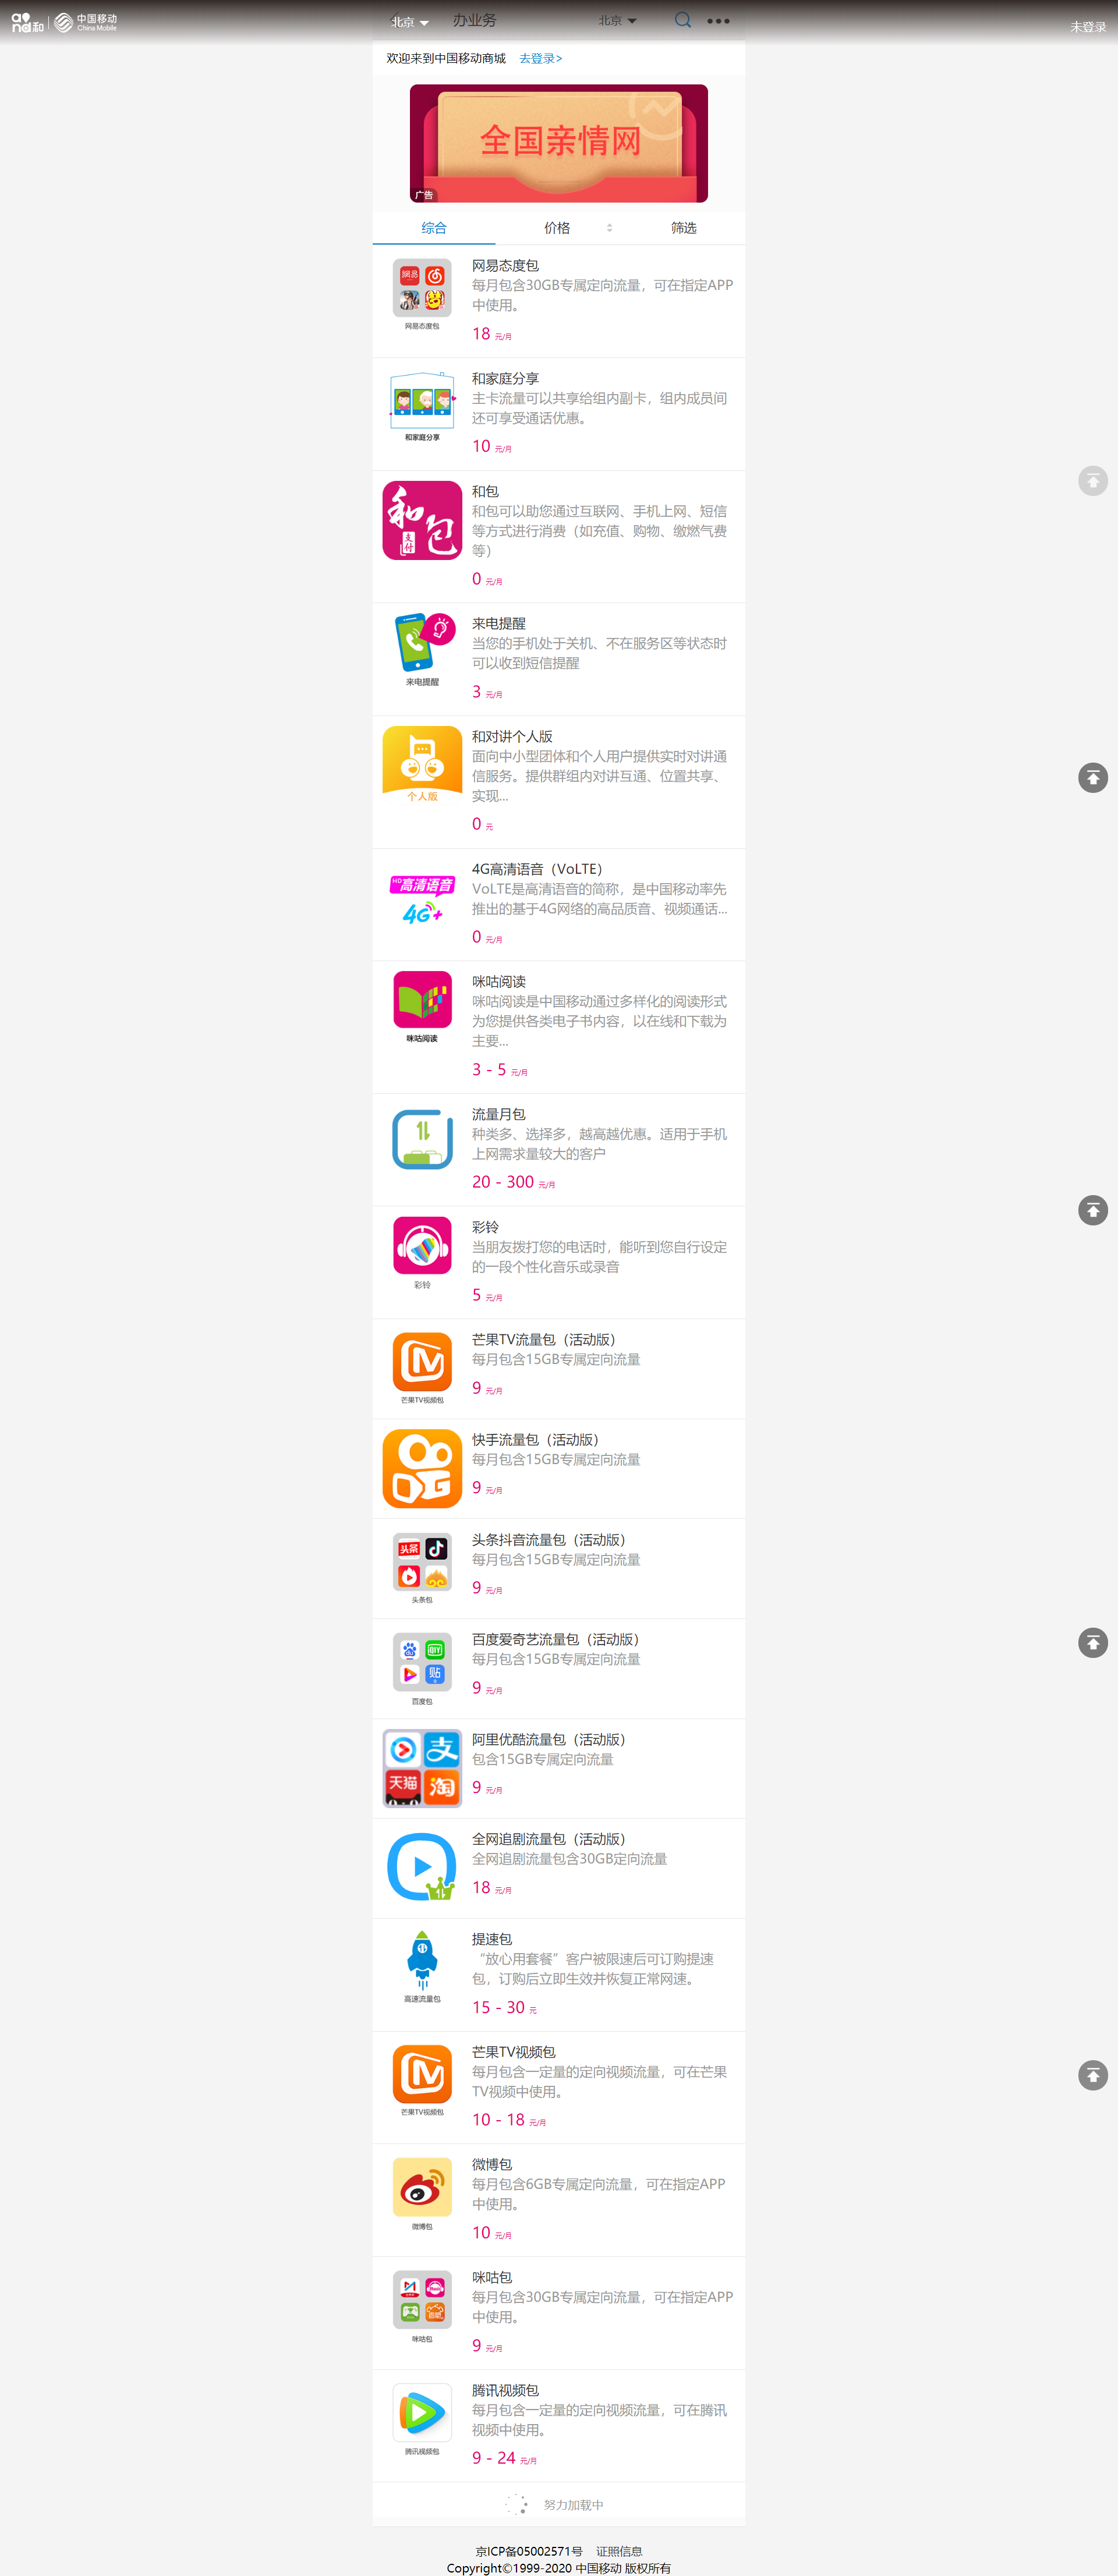 and和 中国移动 China Mobile
北京
办业务
北京
未登录
欢迎来到中国移动商城 去登录>
全国亲情网
广告
综合 价格 筛选
网易
网易态度包
网易态度包
每月包含30GB专属定向流量，可在指定APP
中使用。
18 元/月
和家庭分享
和家庭分享
主卡流量可以共享给组内副卡，组内成员间
还可享受通话优惠。
10 元/月
和包
支付
和包
和包可以助您通过互联网、手机上网、短信
等方式进行消费（如充值、购物、缴燃气费
等）
0 元/月
来电提醒
来电提醒
当您的手机处于关机、不在服务区等状态时
可以收到短信提醒
3 元/月
个人版
和对讲个人版
面向中小型团体和个人用户提供实时对讲通
信服务。提供群组内对讲互通、位置共享、
实现...
0 元
HD高清语音
4G+
4G高清语音（VoLTE）
VoLTE是高清语音的简称，是中国移动率先
推出的基于4G网络的高品质音、视频通话...
0 元/月
咪咕阅读
咪咕阅读
咪咕阅读是中国移动通过多样化的阅读形式
为您提供各类电子书内容，以在线和下载为
主要...
3 - 5 元/月
流量月包
种类多、选择多，越高越优惠。适用于手机
上网需求量较大的客户
20 - 300 元/月
彩铃
彩铃
当朋友拨打您的电话时，能听到您自行设定
的一段个性化音乐或录音
5 元/月
芒果TV视频包
芒果TV流量包（活动版）
每月包含15GB专属定向流量
9 元/月
快手流量包（活动版）
每月包含15GB专属定向流量
9 元/月
头条
头条包
头条抖音流量包（活动版）
每月包含15GB专属定向流量
9 元/月
贴
百度包
百度爱奇艺流量包（活动版）
每月包含15GB专属定向流量
9 元/月
支
天猫 淘
阿里优酷流量包（活动版）
包含15GB专属定向流量
9 元/月
全网追剧流量包（活动版）
全网追剧流量包含30GB定向流量
18 元/月
高速流量包
提速包
“放心用套餐”客户被限速后可订购提速
包，订购后立即生效并恢复正常网速。
15 - 30 元
芒果TV视频包
芒果TV视频包
每月包含一定量的定向视频流量，可在芒果
TV视频中使用。
10 - 18 元/月
微博包
微博包
每月包含6GB专属定向流量，可在指定APP
中使用。
10 元/月
咪咕包
咪咕包
每月包含30GB专属定向流量，可在指定APP
中使用。
9 元/月
腾讯视频包
腾讯视频包
每月包含一定量的定向视频流量，可在腾讯
视频中使用。
9 - 24 元/月
努力加载中
京ICP备05002571号 证照信息
Copyright©1999-2020 中国移动 版权所有